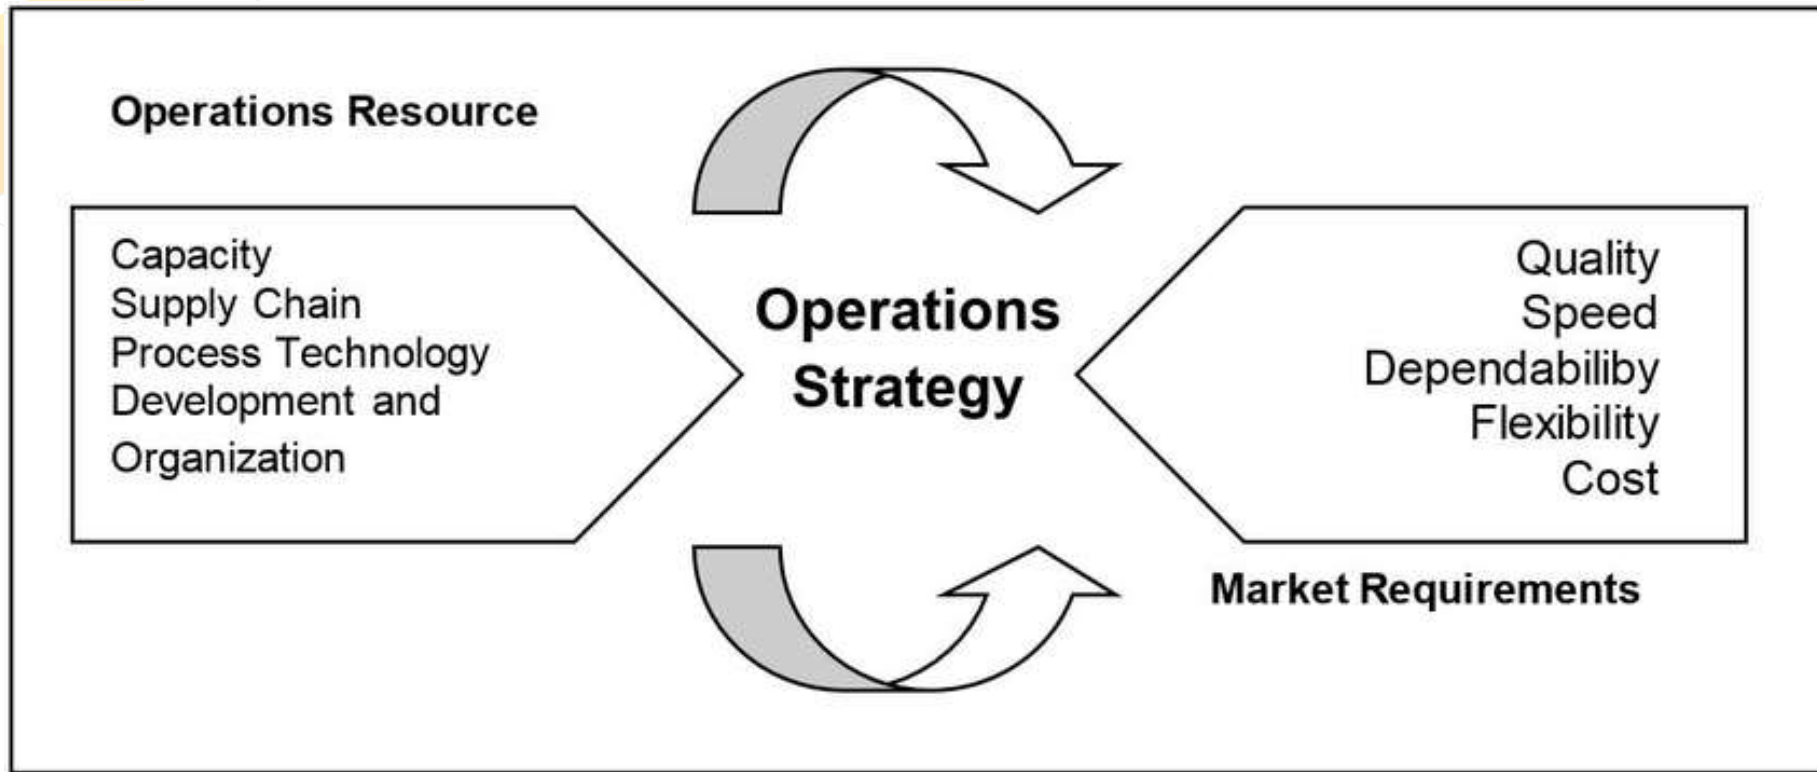 Operations Resource
Capacity
Supply Chain
Process Technology
Development and
Organization
Operations
Strategy
Quality
Speed
Dependabiliby
Flexibility
Cost
Market Requirements